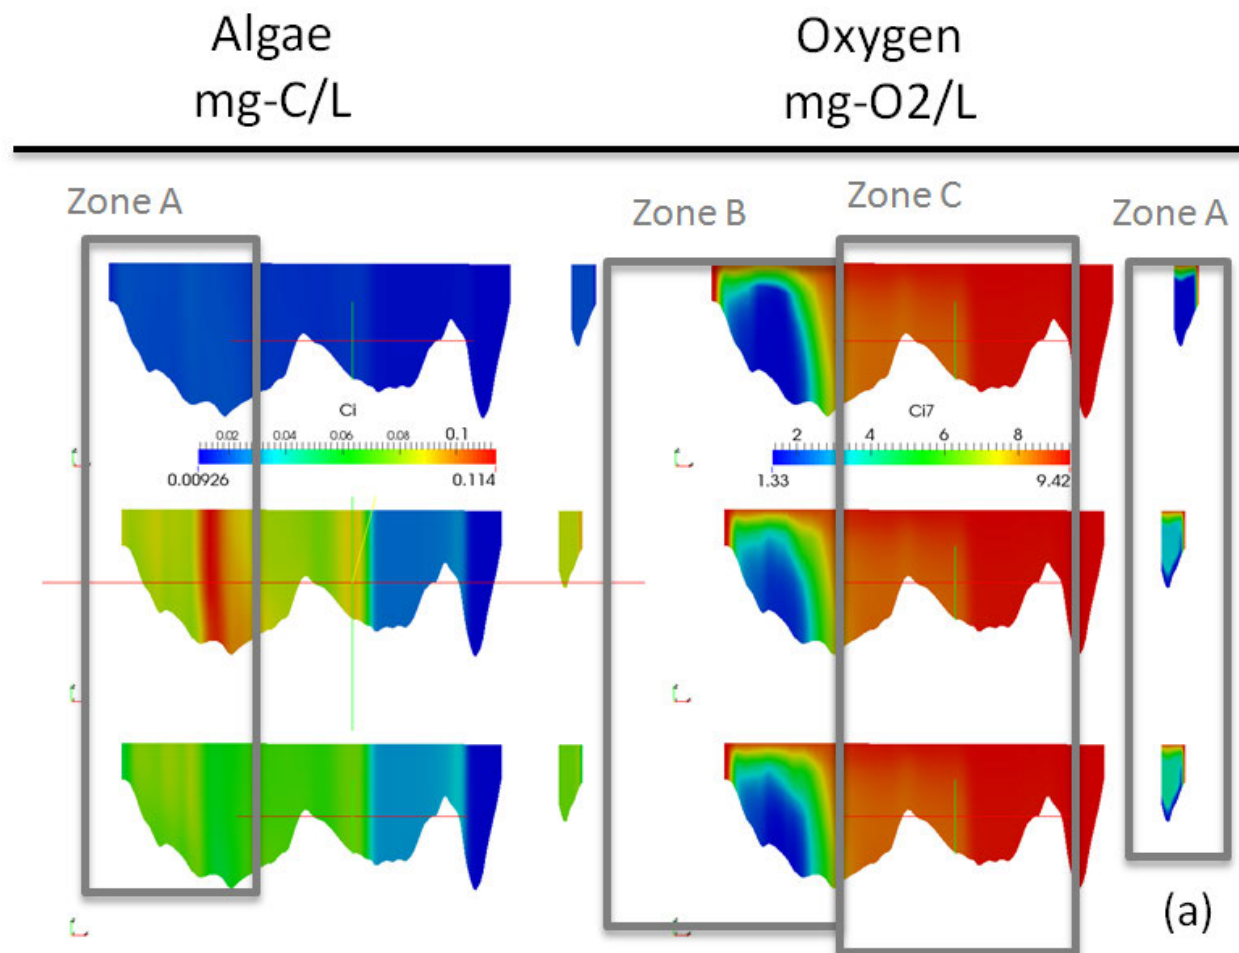 Algae
mg-C/L
Oxygen
mg-O2/L
Zone A
Zone B
Zone C
Zone A
Ci
0.02 0.04 0.06 0.08 0.1
0.00926 0.114
Ci7
2 4 6 8
1.33 9.42
(a)